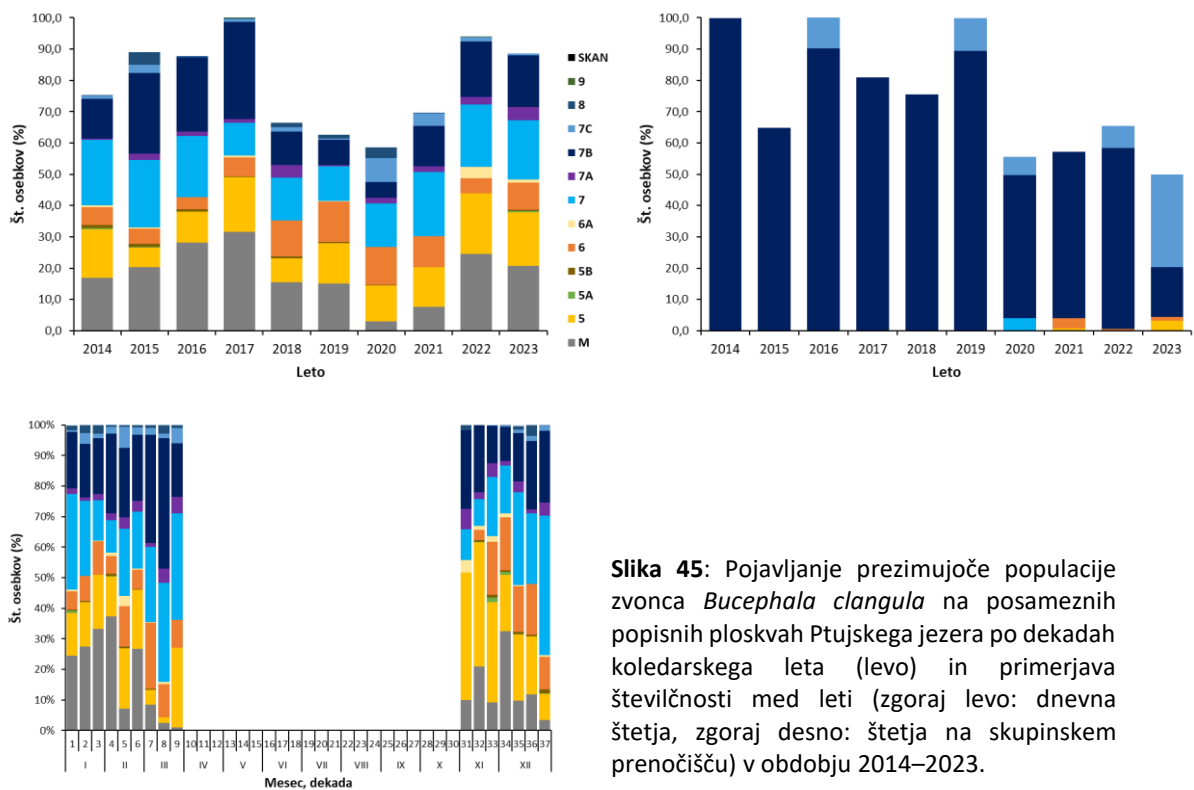 100,0
90,0
80,0
70,0
60,0
50,0
40,0
30,0
20,0
10,0
0,0
Št. osebkov (%)
2014 2015 2016 2017 2018 2019 2020 2021 2022 2023
Leto
SKAN
9
8
7C
7B
7A
7
6A
6
5B
5A
5
M
100,0
90,0
80,0
70,0
60,0
50,0
40,0
30,0
20,0
10,0
0,0
Št. osebkov (%)
2014 2015 2016 2017 2018 2019 2020 2021 2022 2023
Leto
100%
90%
80%
70%
60%
50%
40%
30%
20%
10%
0%
Št. osebkov (%)
1 2 3 4 5 6 7 8 9 10 11 12 13 14 15 16 17 18 19 20 21 22 23 24 25 26 27 28 29 30 31 32 33 34 35 36 37
I II III IV V VI VII VIII IX X XI XII
Mesec, dekada
Slika 45: Pojavljanje prezimujoče populacije
zvonca Bucephala clangula na posameznih
popisnih ploskvah Ptujskega jezera po dekadah
koledarskega leta (levo) in primerjava
številčnosti med leti (zgoraj levo: dnevna
štetja, zgoraj desno: štetja na skupinskem
prenočišču) v obdobju 2014–2023.